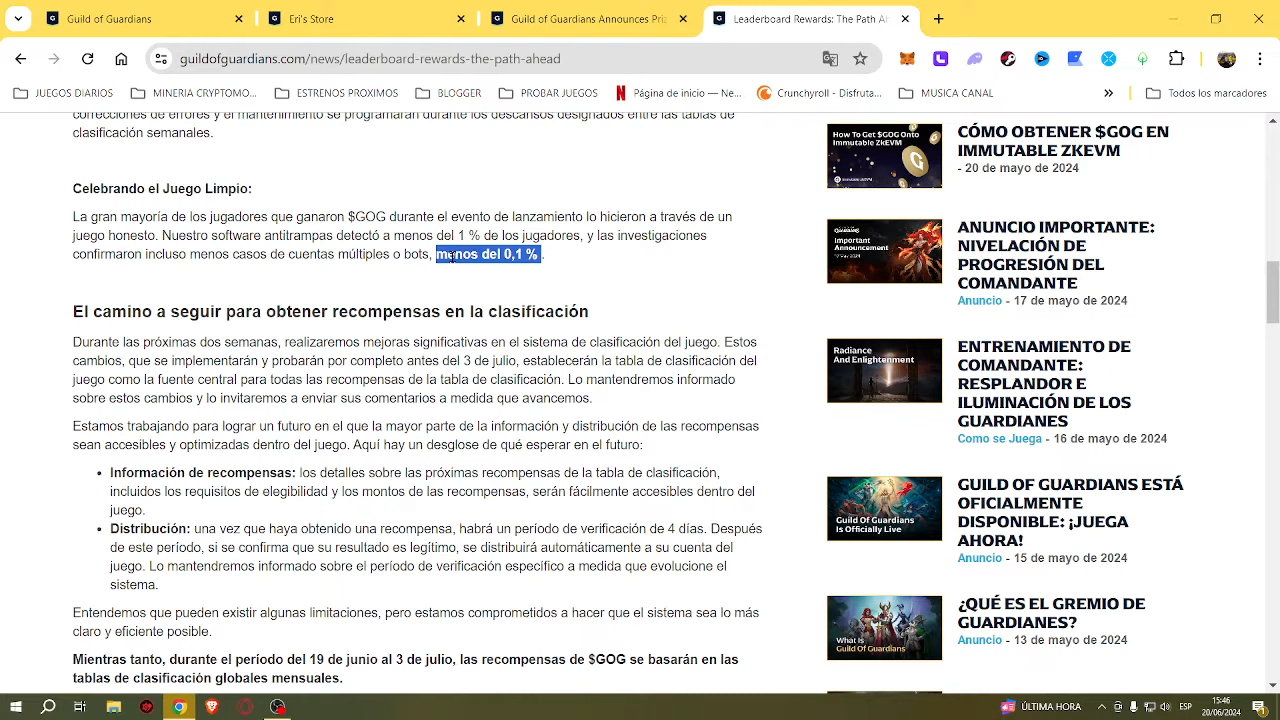 Guild of Guardians
Eri's Store
Guild of Guardians Announces Pri
Leaderboard Rewards: The Path Ah
guildofguardians.com/news/leaderboard-rewards-the-path-ahead
JUEGOS DIARIOS
MINERIA CRYPTOMO...
ESTRENOS PROXIMOS
BLOGGER
PROBAR JUEGOS
Página de inicio — Ne...
Crunchyroll - Disfruta...
MUSICA CANAL
»
Todos los marcadores
correcciones de errores y el mantenimiento se programarán durante los descansos designados entre las tablas de
clasificación semanales.
Celebrando el Juego Limpio:
La gran mayoría de los jugadores que ganaron $GOG durante el evento de lanzamiento lo hicieron a través de un
juego honesto. Nuestro sistema antitrampas detectó menos del 1 % de los jugadores y las investigaciones
confirmaron aún menos casos de cuentas múltiples (de hecho, menos del 0,1 % ).
El camino a seguir para obtener recompensas en la clasificación
Durante las próximas dos semanas, realizaremos mejoras significativas en el sistema de clasificación del juego. Estos
cambios, que se implementarán y probarán por completo antes del 3 de julio, establecerán la tabla de clasificación del
juego como la fuente central para todas las recompensas de la tabla de clasificación. Lo mantendremos informado
sobre estos cambios y lo invitaremos a enviar sus comentarios a medida que avancemos.
Estamos trabajando para lograr un futuro en el que la mayor parte de la información y distribución de las recompensas
sean accesibles y optimizadas dentro del juego. Aquí hay un desglose de qué esperar en el futuro:
• Información de recompensas: los detalles sobre las próximas recompensas de la tabla de clasificación,
incluidos los requisitos de elegibilidad y los montos de las recompensas, serán fácilmente accesibles dentro del
juego.
• Distribución: una vez que haya obtenido una recompensa, habrá un período de verificación de 4 días. Después
de este período, si se confirma que su resultado es legítimo, se distribuirá automáticamente a su cuenta del
juego. Lo mantendremos informado sobre el período de verificación específico a medida que evolucione el
sistema.
Entendemos que pueden existir algunas limitaciones, pero estamos comprometidos a hacer que el sistema sea lo más
claro y eficiente posible.
Mientras tanto, durante el período del 19 de junio al 3 de julio, las recompensas de $GOG se basarán en las
tablas de clasificación globales mensuales.
How To Get $GOG Onto
Immutable ZkEVM
CÓMO OBTENER $GOG EN
IMMUTABLE ZKEVM
- 20 de mayo de 2024
Important
Announcement
ANUNCIO IMPORTANTE:
NIVELACIÓN DE
PROGRESIÓN DEL
COMANDANTE
Anuncio - 17 de mayo de 2024
Radiance
And Enlightenment
ENTRENAMIENTO DE
COMANDANTE:
RESPLANDOR E
ILUMINACIÓN DE LOS
GUARDIANES
Como se Juega - 16 de mayo de 2024
Guild Of Guardians
Is Officially Live
GUILD OF GUARDIANS ESTÁ
OFICIALMENTE
DISPONIBLE: ¡JUEGA
AHORA!
Anuncio - 15 de mayo de 2024
What Is
Guild Of Guardians
¿QUÉ ES EL GREMIO DE
GUARDIANES?
Anuncio - 13 de mayo de 2024
ÚLTIMA HORA
ESP
15:46
20/06/2024